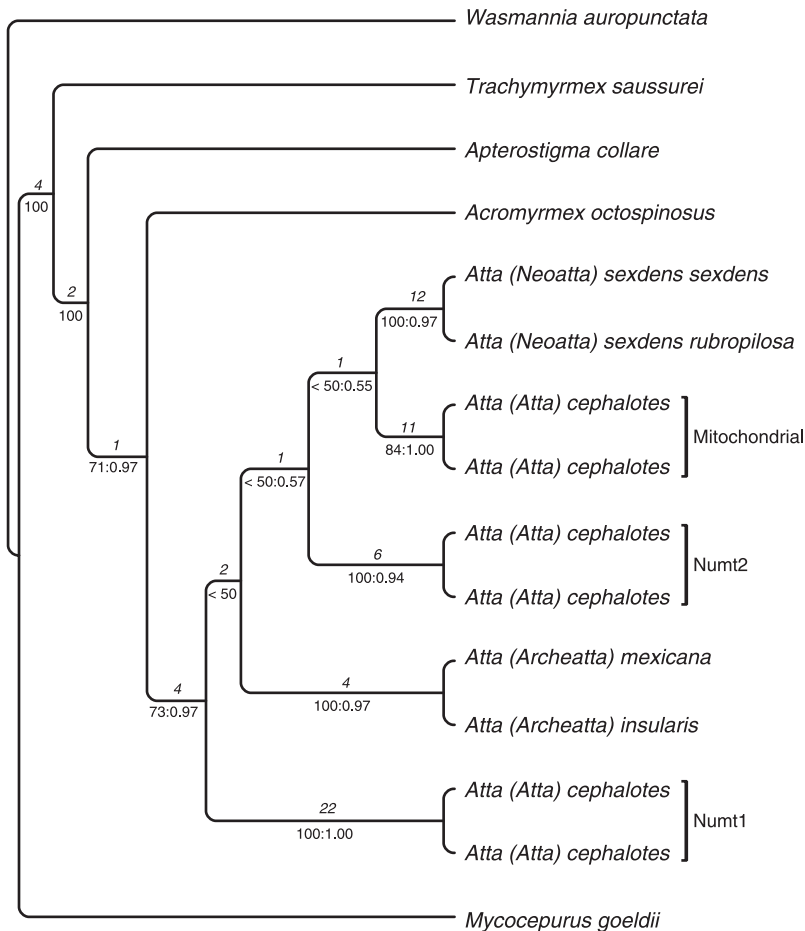 Wasmannia auropunctata
Trachymyrmex saussurei
Apterostigma collare
4
100
Acromyrmex octospinosus
Atta (Neoatta) sexdens sexdens
2
100
12
100:0.97
Atta (Neoatta) sexdens rubropilosa
1
< 50:0.55
Atta (Atta) cephalotes
11
84:1.00
Mitochondrial
1
71:0.97
1
< 50:0.57
Atta (Atta) cephalotes
Atta (Atta) cephalotes
6
100:0.94
Numt2
2
< 50
Atta (Atta) cephalotes
Atta (Archeatta) mexicana
4
73:0.97
4
100:0.97
Atta (Archeatta) insularis
Atta (Atta) cephalotes
22
100:1.00
Numt1
Atta (Atta) cephalotes
Mycocepurus goeldii